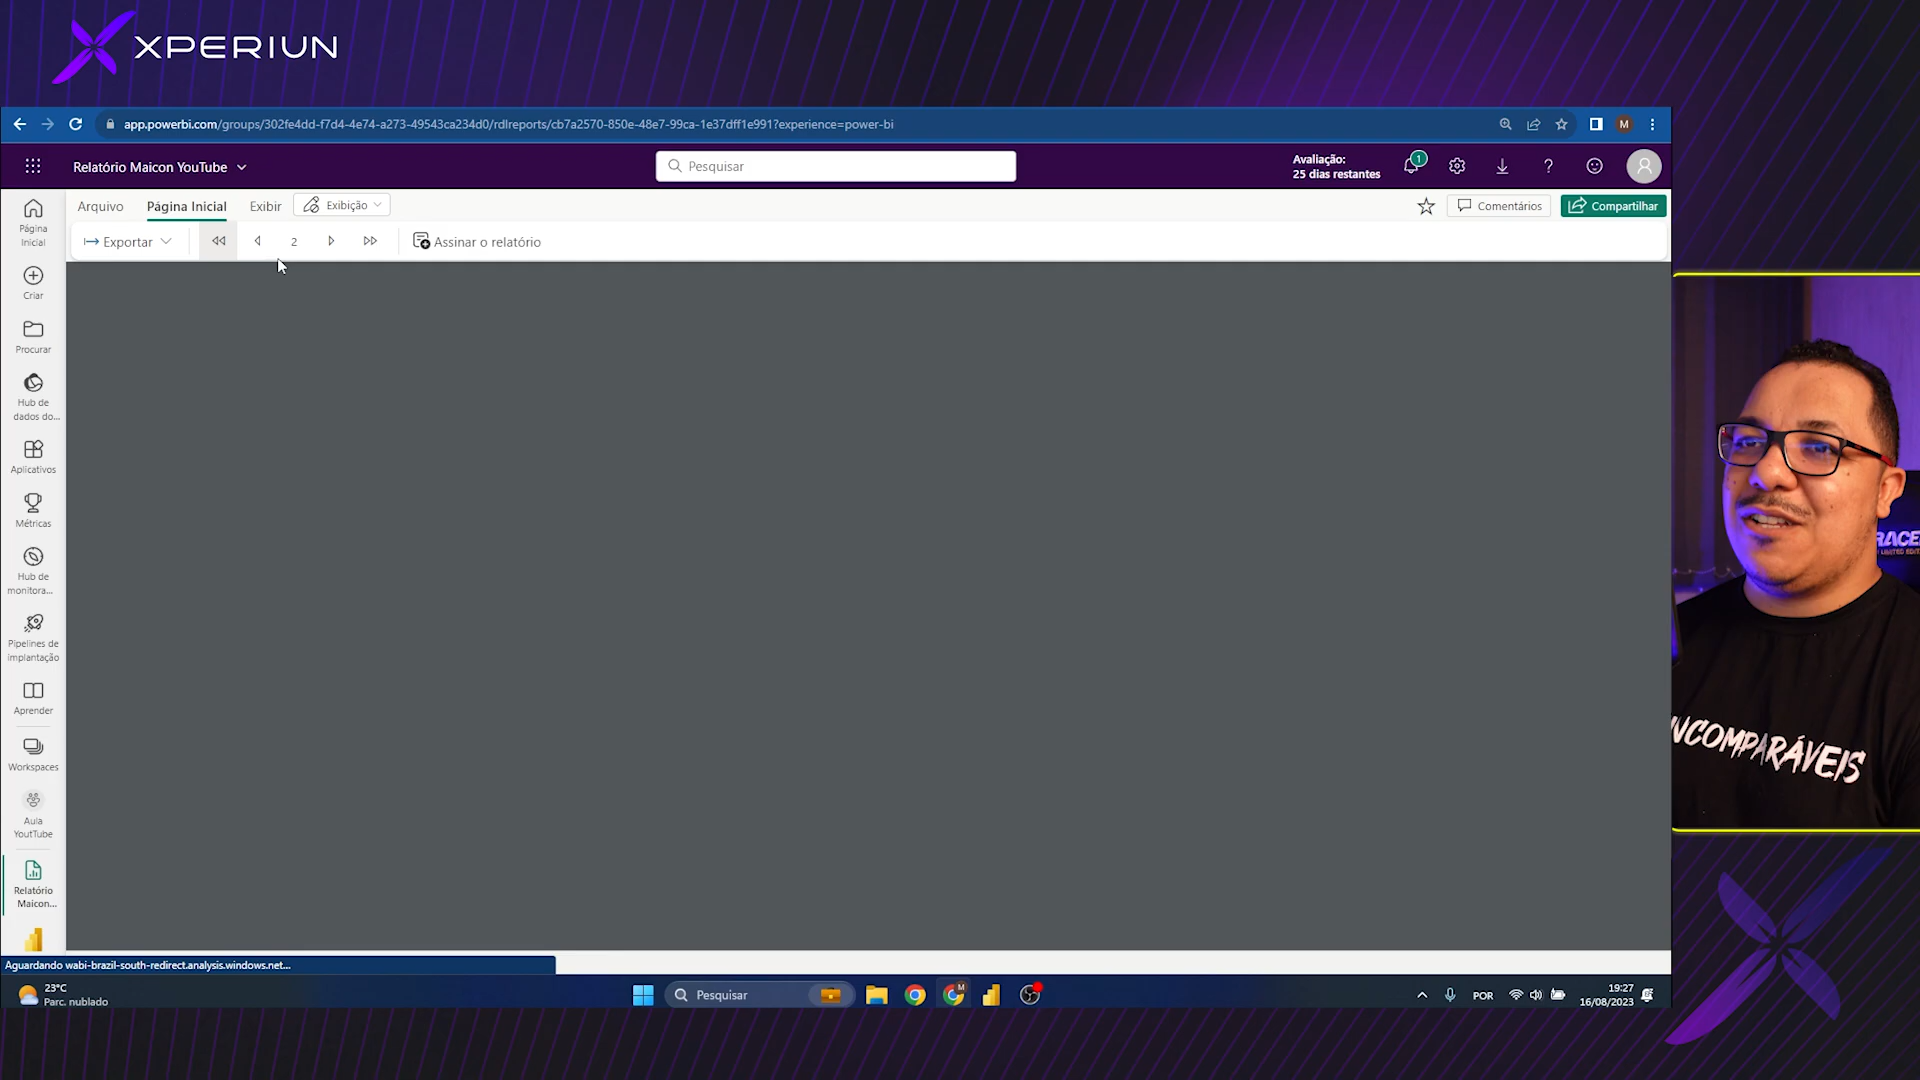 XPERIUN
app.powerbi.com/groups/302fe4dd-f7d4-4e74-a273-49543ca234d0/rdlreports/cb7a2570-850e-48e7-99ca-1e37dff1e991?experience=power-bi
M
Relatório Maicon YouTube
Pesquisar
Avaliação:
25 dias restantes
1
Arquivo
Página Inicial
Exibir
Exibição
Comentários
Compartilhar
Exportar
2
Assinar o relatório
Página
Inicial
Criar
Procurar
Hub de
dados do...
Aplicativos
Métricas
Hub de
monitora...
Pipelines de
implantação
Aprender
Workspaces
Aula
YoutTube
Relatório
Maicon...
INCOMPARÁVEIS
Aguardando wabi-brazil-south-redirect.analysis.windows.net...
23°C
Parc. nublado
Pesquisar
M
POR
19:27
16/08/2023